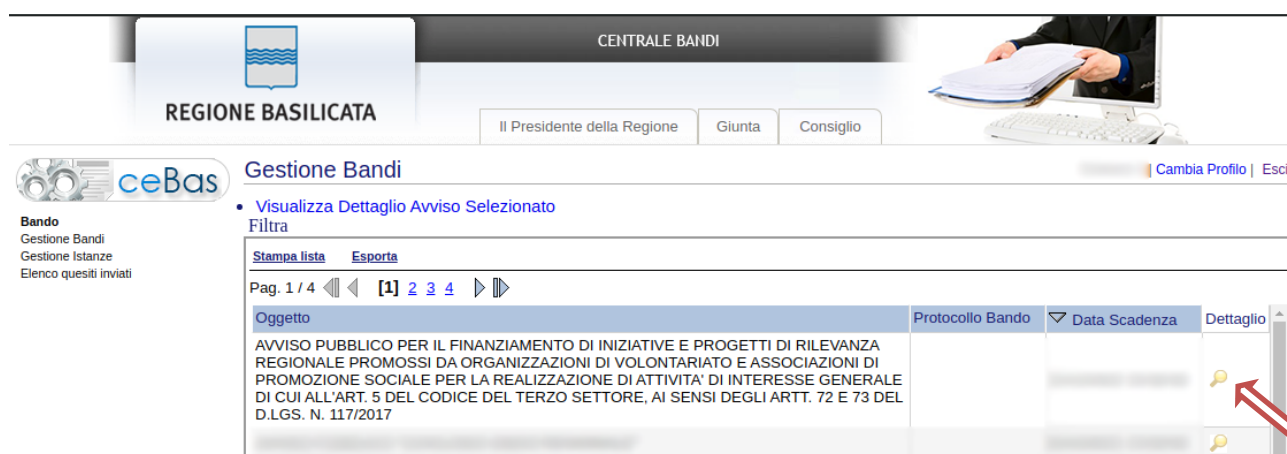 CENTRALE BANDI
REGIONE BASILICATA
Il Presidente della Regione Giunta Consiglio
ceBas
Gestione Bandi
| Cambia Profilo | Esci
Bando
Gestione Bandi
Gestione Istanze
Elenco quesiti inviati
Visualizza Dettaglio Avviso Selezionato
Filtra
Stampa lista Esporta
Pag. 1 / 4 [1] 2 3 4
Oggetto Protocollo Bando Data Scadenza Dettaglio
AVVISO PUBBLICO PER IL FINANZIAMENTO DI INIZIATIVE E PROGETTI DI RILEVANZA
REGIONALE PROMOSSI DA ORGANIZZAZIONI DI VOLONTARIATO E ASSOCIAZIONI DI
PROMOZIONE SOCIALE PER LA REALIZZAZIONE DI ATTIVITA' DI INTERESSE GENERALE
DI CUI ALL'ART. 5 DEL CODICE DEL TERZO SETTORE, AI SENSI DEGLI ARTT. 72 E 73 DEL
D.LGS. N. 117/2017